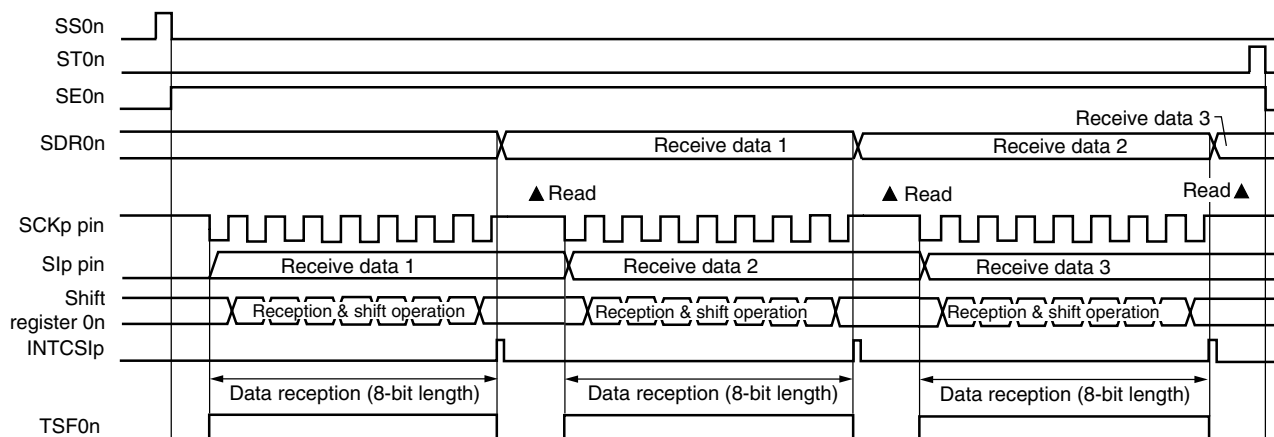 SS0n
ST0n
SE0n
Receive data 3
SDR0n
Receive data 1
Receive data 2
▲ Read
▲ Read
Read ▲
SCKp pin
SIp pin
Receive data 1
Receive data 2
Receive data 3
Shift
register 0n
Reception & shift operation
Reception & shift operation
Reception & shift operation
INTCSIp
Data reception (8-bit length)
Data reception (8-bit length)
Data reception (8-bit length)
TSF0n